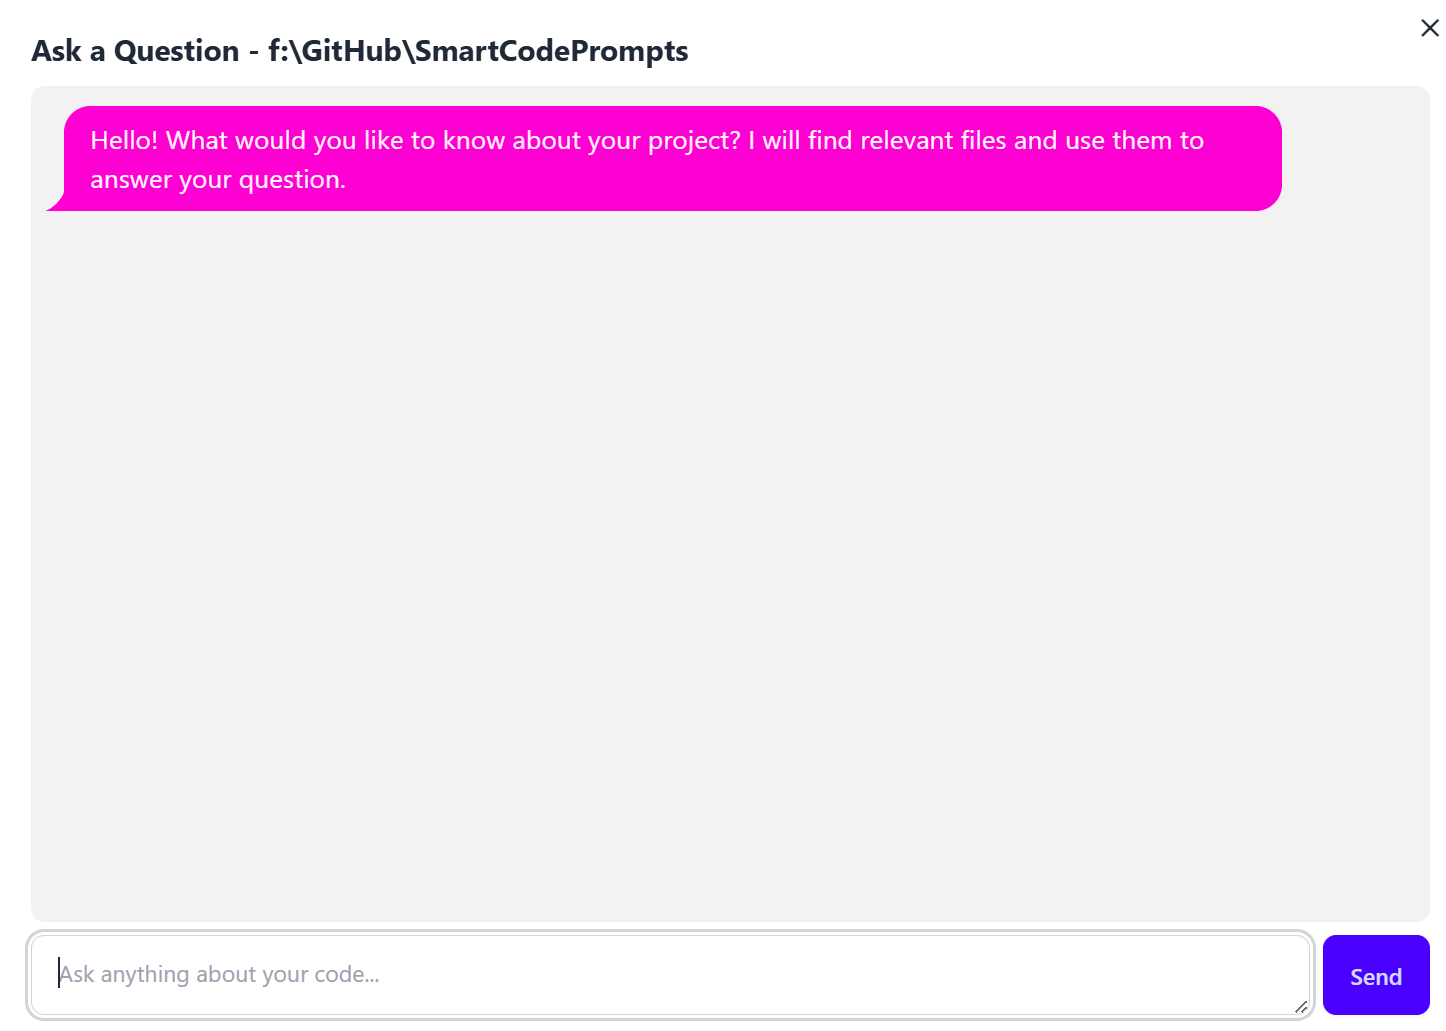 Ask a Question - f:\GitHub\SmartCodePrompts
Hello! What would you like to know about your project? I will find relevant files and use them to
answer your question.
Ask anything about your code...
Send